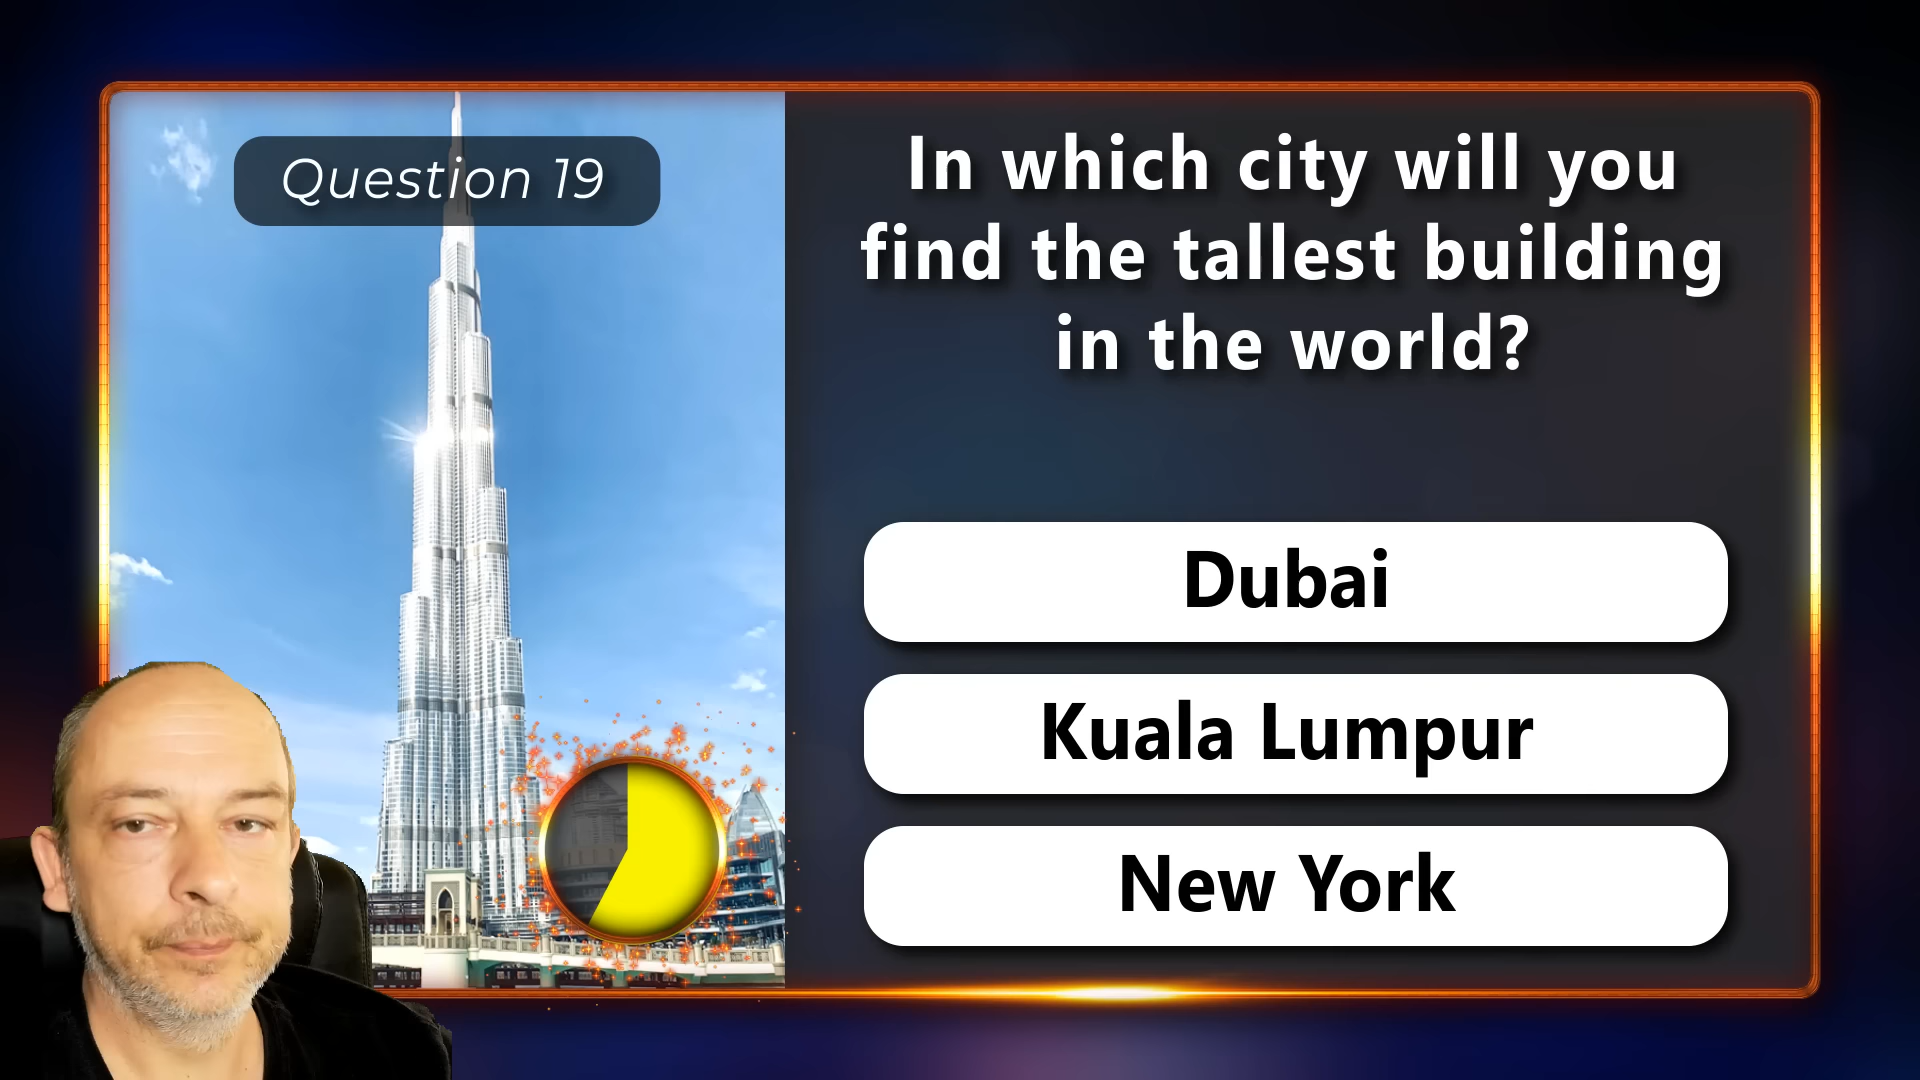 Question 19
In which city will you
find the tallest building
in the world?
Dubai
Kuala Lumpur
New York